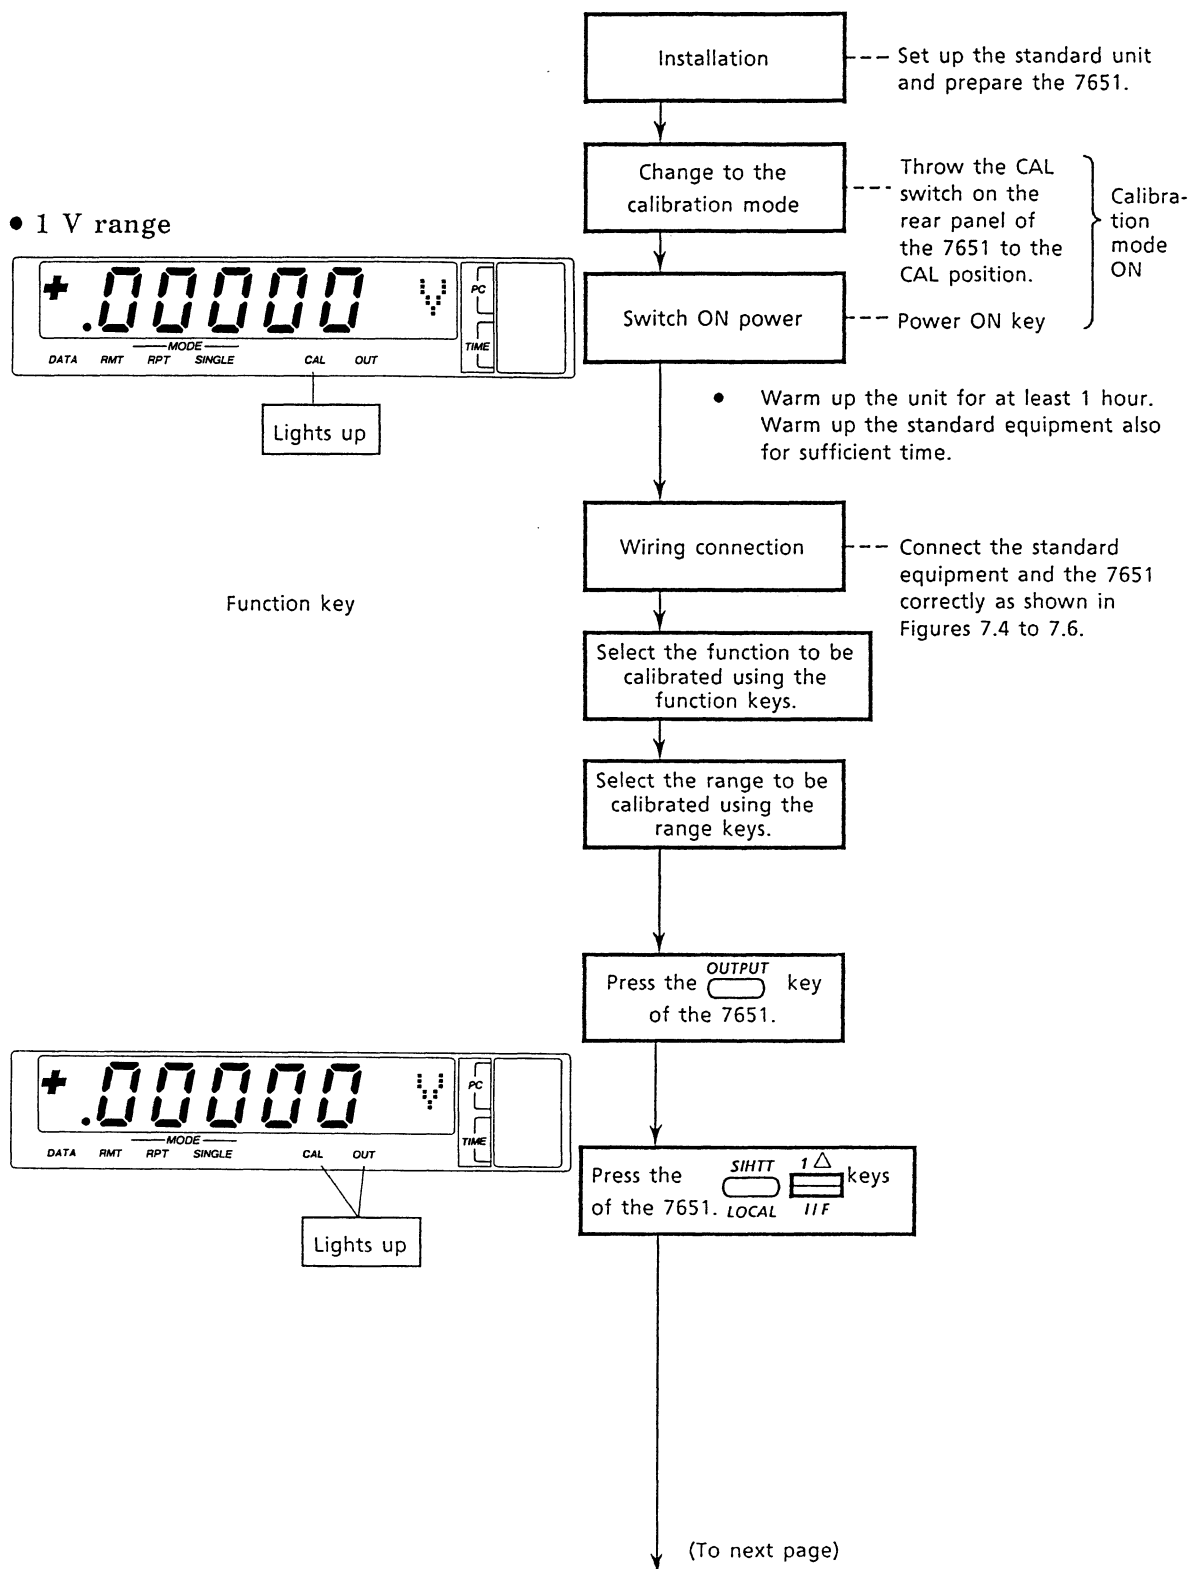 Installation
Set up the standard unit
and prepare the 7651.
Change to the
calibration mode
Throw the CAL
switch on the
rear panel of
the 7651 to the
CAL position.
Calibra-
tion
mode
ON
• 1 V range
+ .00000 V
PC
TIME
MODE
DATA RMT RPT SINGLE CAL OUT
Lights up
Switch ON power
Power ON key
• Warm up the unit for at least 1 hour.
Warm up the standard equipment also
for sufficient time.
Wiring connection
Connect the standard
equipment and the 7651
correctly as shown in
Figures 7.4 to 7.6.
Function key
Select the function to be
calibrated using the
function keys.
Select the range to be
calibrated using the
range keys.
OUTPUT
Press the key
of the 7651.
+ .00000 V
PC
TIME
MODE
DATA RMT RPT SINGLE CAL OUT
Lights up
SIHTT 1 △
Press the keys
of the 7651. LOCAL I/F
(To next page)